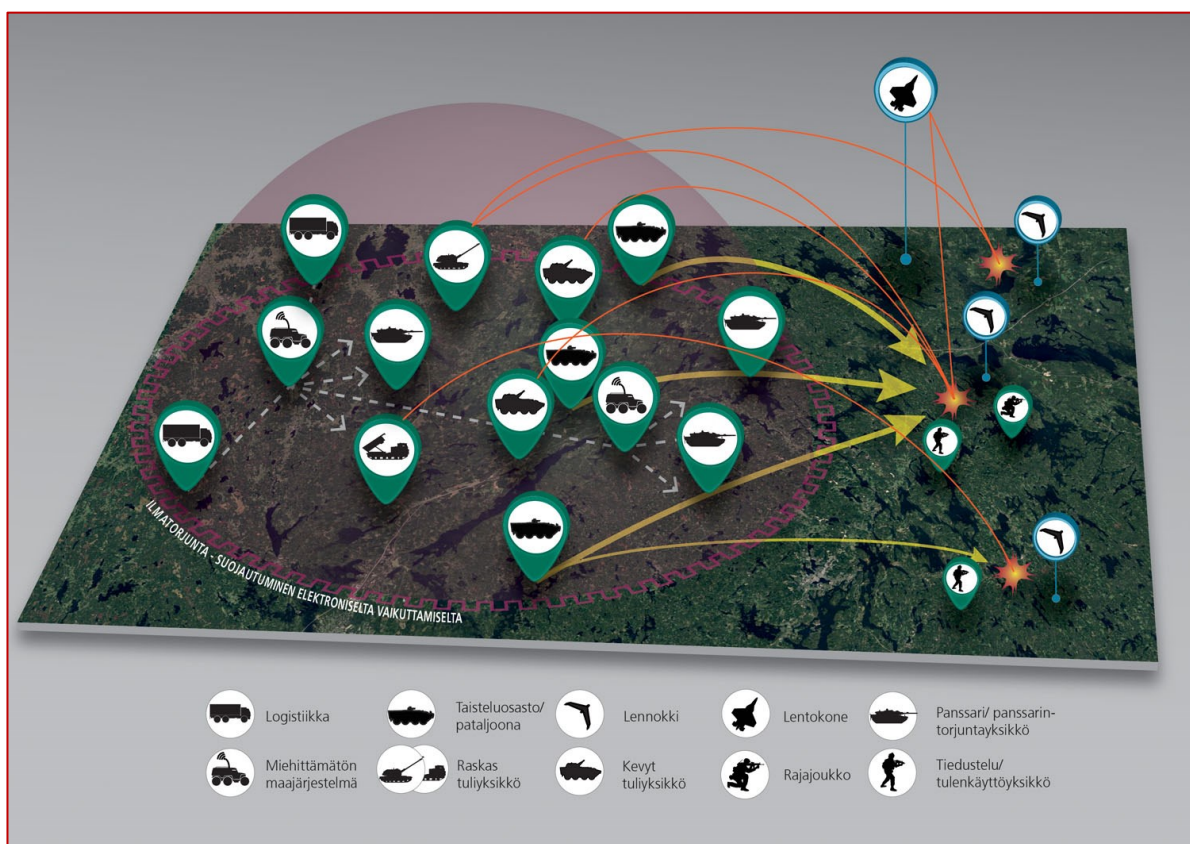 ILMATORJUNTA - SUOJAUTUMINEN ELEKTRONISELTA VAIKUTTAMISELTA
Logistiikka
Taisteluosasto/
pataljoona
Lennokki
Lentokone
Panssari/ panssarin-
torjuntayksikkö
Miehittämätön
maajärjestelmä
Raskas
tuliyksikkö
Kevyt
tuliyksikkö
Rajajoukko
Tiedustelu/
tulenkäyttöyksikkö